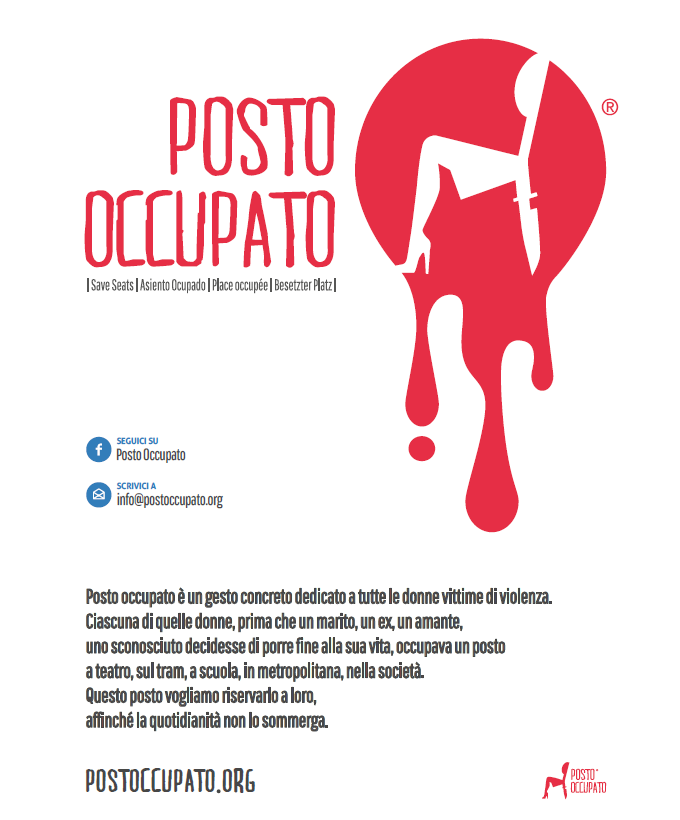 POSTO
OCCUPATO
®
| Save Seats | Asiento Ocupado | Place occupée | Besetzter Platz |
SEGUICI SU
Posto Occupato
SCRIVICI A
info@postoccupato.org
Posto occupato è un gesto concreto dedicato a tutte le donne vittime di violenza.
Ciascuna di quelle donne, prima che un marito, un ex, un amante,
uno sconosciuto decidesse di porre fine alla sua vita, occupava un posto
a teatro, sul tram, a scuola, in metropolitana, nella società.
Questo posto vogliamo riservarlo a loro,
affinché la quotidianità non lo sommerga.
POSTOCCUPATO.ORG
POSTO
OCCUPATO